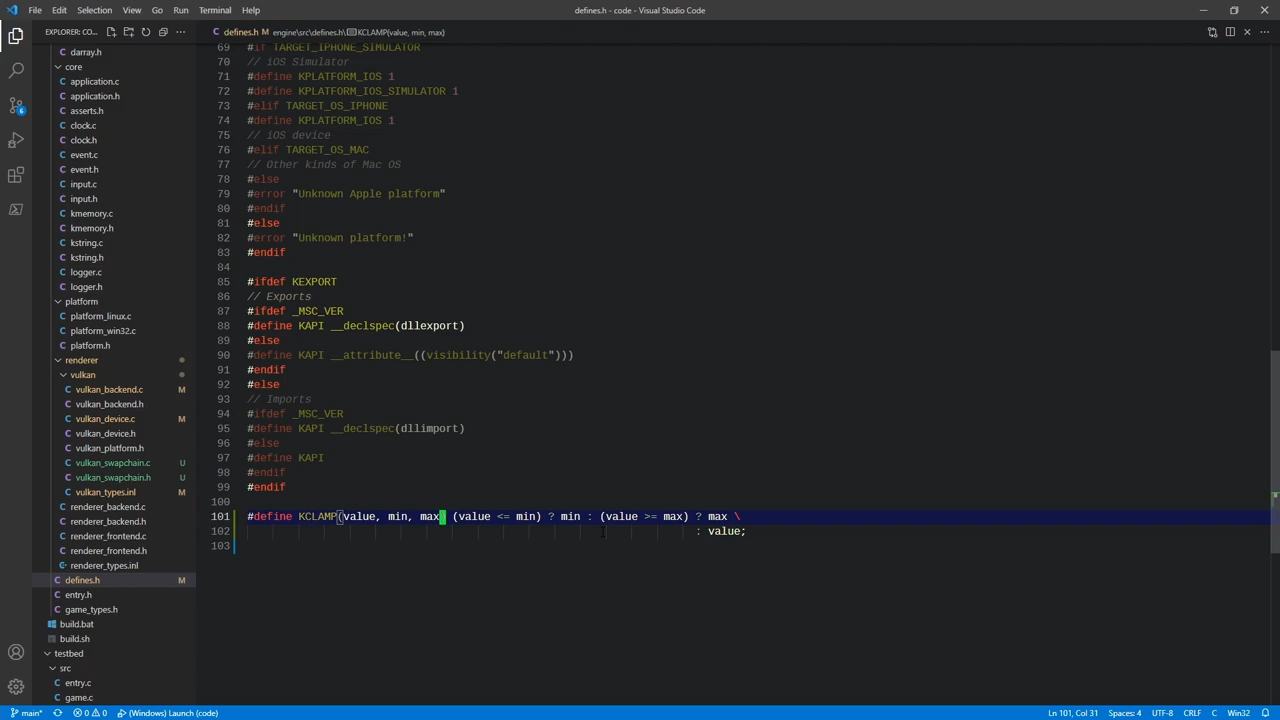 File Edit Selection View Go Run Terminal Help
defines.h - code - Visual Studio Code
EXPLORER: CO...
defines.h engine\src\defines.h\KCLAMP(value, min, max)
darray.h
core
application.c
application.h
asserts.h
clock.c
clock.h
event.c
event.h
input.c
input.h
kmemory.c
kmemory.h
kstring.c
kstring.h
logger.c
logger.h
platform
platform_linux.c
platform_win32.c
platform.h
renderer
vulkan
vulkan_backend.c M
vulkan_backend.h
vulkan_device.c M
vulkan_device.h
vulkan_platform.h
vulkan_swapchain.c U
vulkan_swapchain.h U
vulkan_types.inl M
renderer_backend.c
renderer_backend.h
renderer_frontend.c
renderer_frontend.h
renderer_types.inl
defines.h M
entry.h
game_types.h
build.bat
build.sh
testbed
src
entry.c
game.c
6
69 #if TARGET_IPHONE_SIMULATOR
70 // iOS Simulator
71 #define KPLATFORM_IOS 1
72 #define KPLATFORM_IOS_SIMULATOR 1
73 #elif TARGET_OS_IPHONE
74 #define KPLATFORM_IOS 1
75 // iOS device
76 #elif TARGET_OS_MAC
77 // Other kinds of Mac OS
78 #else
79 #error "Unknown Apple platform"
80 #endif
81 #else
82 #error "Unknown platform!"
83 #endif
84
85 #ifdef KEXPORT
86 // Exports
87 #ifdef _MSC_VER
88 #define KAPI __declspec(dllexport)
89 #else
90 #define KAPI __attribute__((visibility("default")))
91 #endif
92 #else
93 // Imports
94 #ifdef _MSC_VER
95 #define KAPI __declspec(dllimport)
96 #else
97 #define KAPI
98 #endif
99 #endif
100
101 #define KCLAMP(value, min, max) (value <= min) ? min : (value >= max) ? max \
102 : value;
103
main* 0 0 (Windows) Launch (code)
Ln 101, Col 31 Spaces: 4 UTF-8 CRLF C Win32